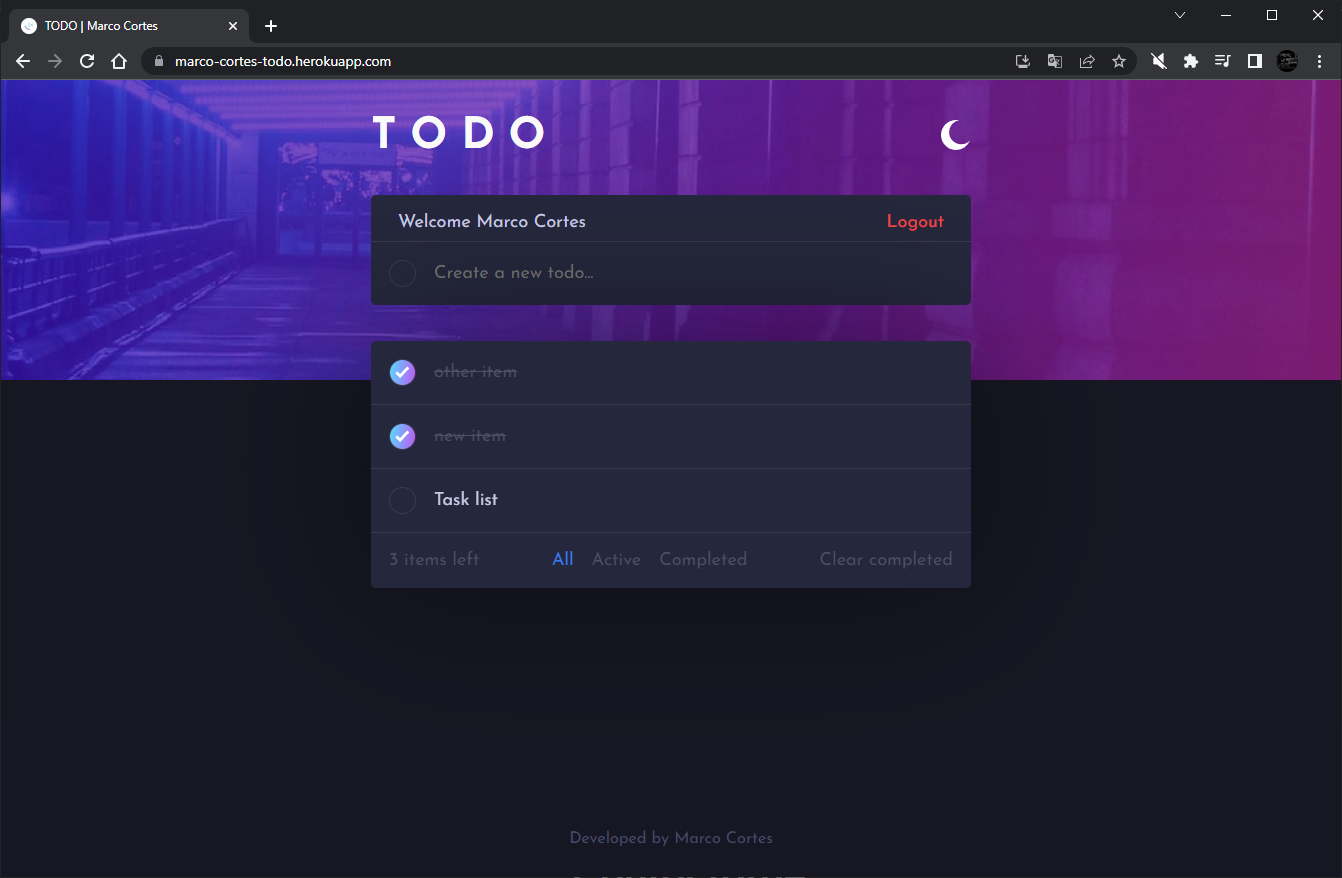 TODO | Marco Cortes
marco-cortes-todo.herokuapp.com
TODO
Welcome Marco Cortes Logout
Create a new todo...
other item
new item
Task list
3 items left All Active Completed Clear completed
Developed by Marco Cortes